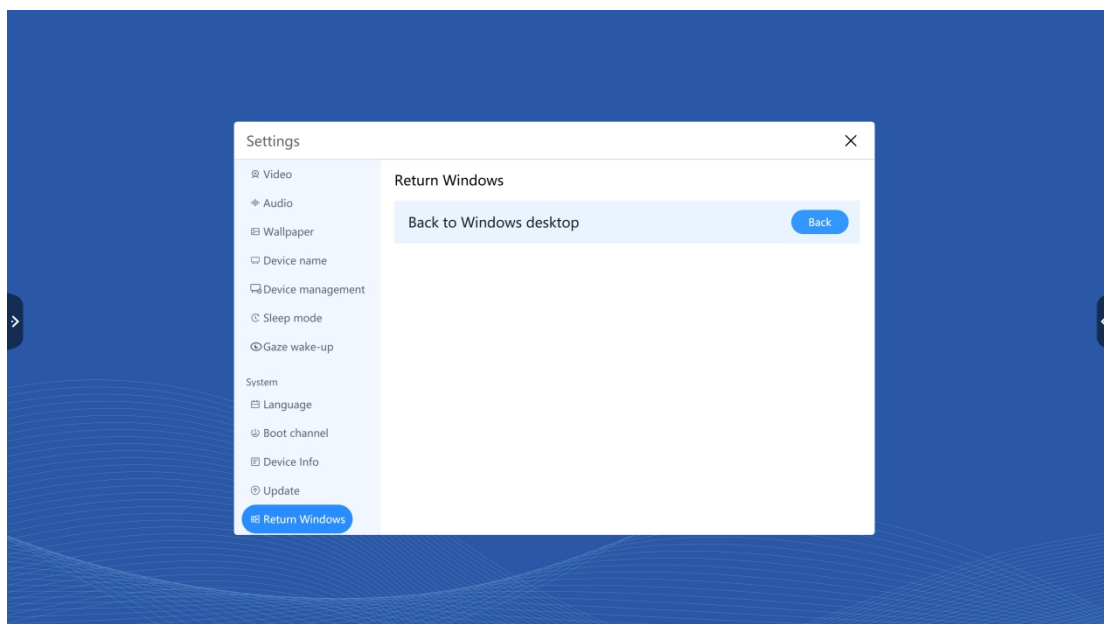 Settings
Video
Audio
Wallpaper
Device name
Device management
Sleep mode
Gaze wake-up
System
Language
Boot channel
Device Info
Update
Return Windows
Return Windows
Back to Windows desktop
Back